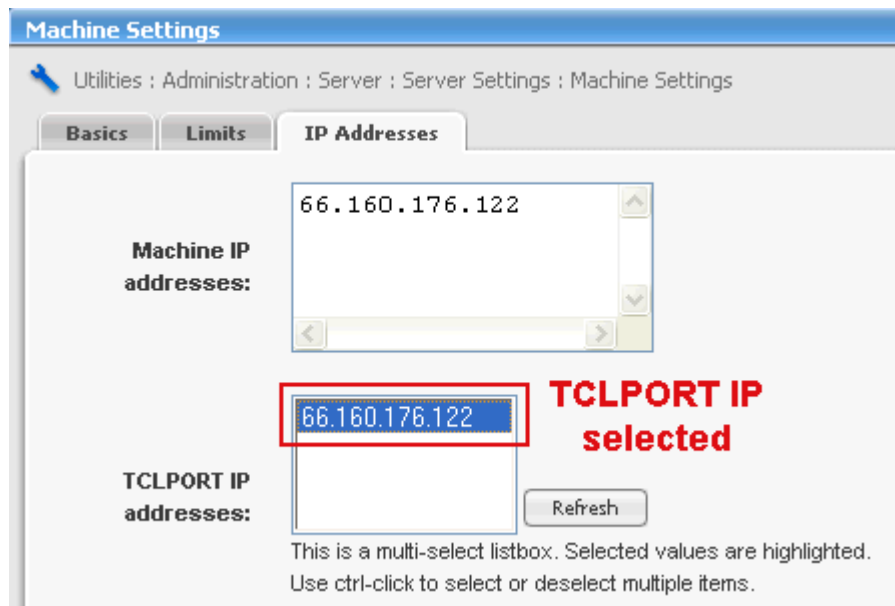 Machine Settings
Utilities : Administration : Server : Server Settings : Machine Settings
Basics Limits IP Addresses
66.160.176.122
Machine IP
addresses:
66.160.176.122
TCLPORT IP
selected
TCLPORT IP
addresses:
Refresh
This is a multi-select listbox. Selected values are highlighted.
Use ctrl-click to select or deselect multiple items.